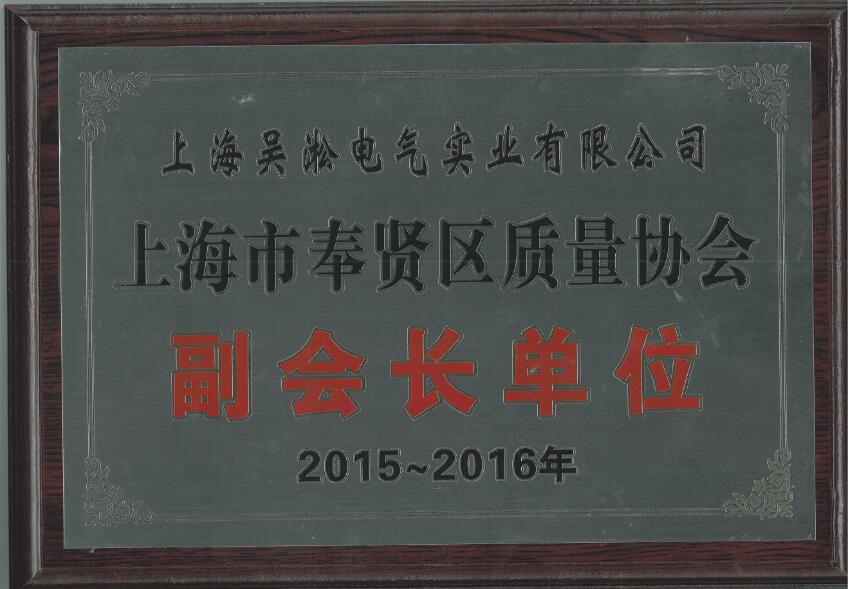 上海吴淞电气实业有限公司
上海市奉贤区质量协会
副会长单位
2015~2016年